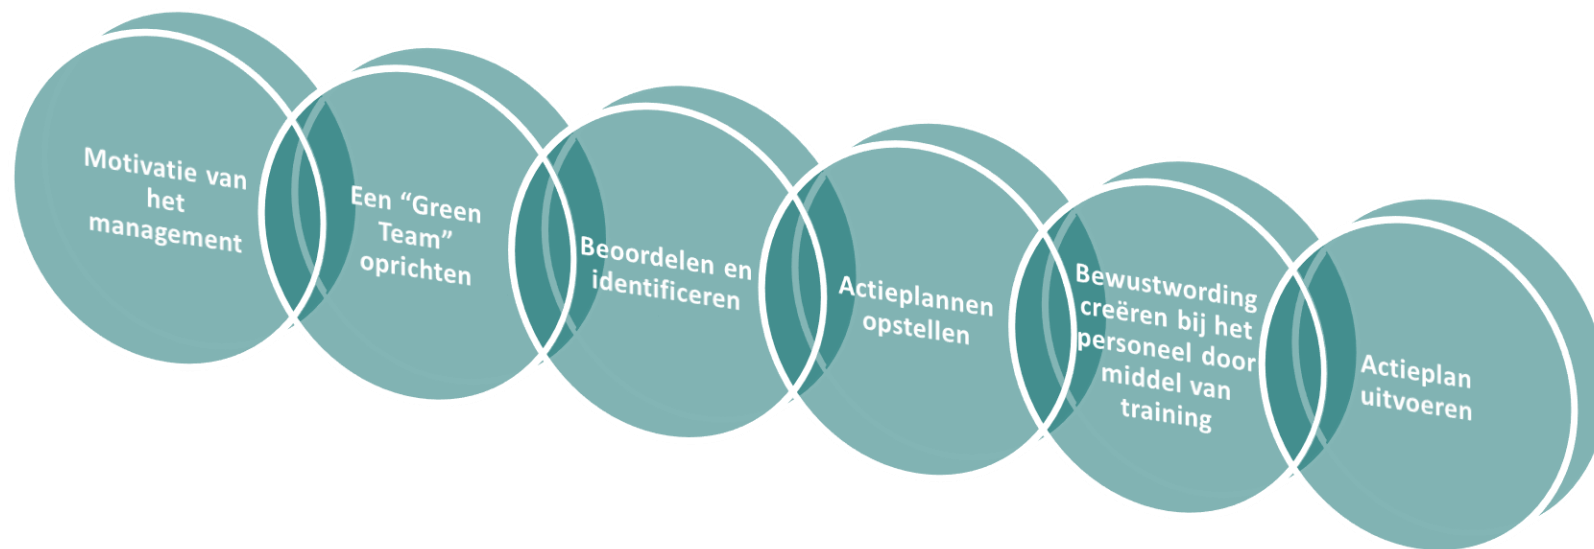 Motivatie van
het
management
Een “Green
Team”
oprichten
Beoordelen en
identificeren
Actieplannen
opstellen
Bewustwording
creëren bij het
personeel door
middel van
training
Actieplan
uitvoeren